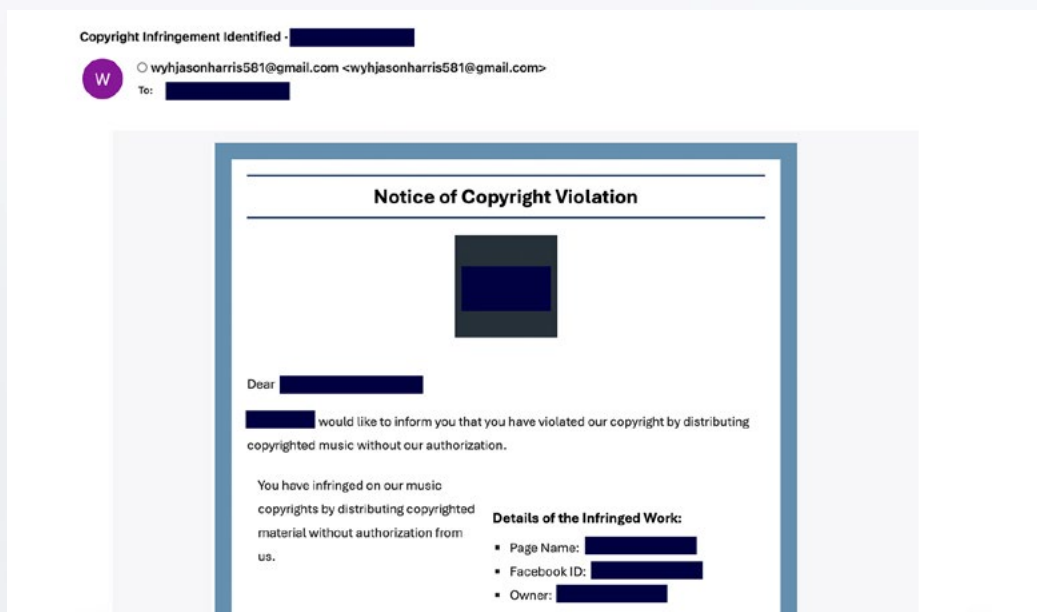 Copyright Infringement Identified -
W
wyhjasonharris581@gmail.com <wyhjasonharris581@gmail.com>
To:
Notice of Copyright Violation
Dear
would like to inform you that you have violated our copyright by distributing
copyrighted music without our authorization.
You have infringed on our music
copyrights by distributing copyrighted
material without authorization from
us.
Details of the Infringed Work:
▪ Page Name:
▪ Facebook ID:
▪ Owner: